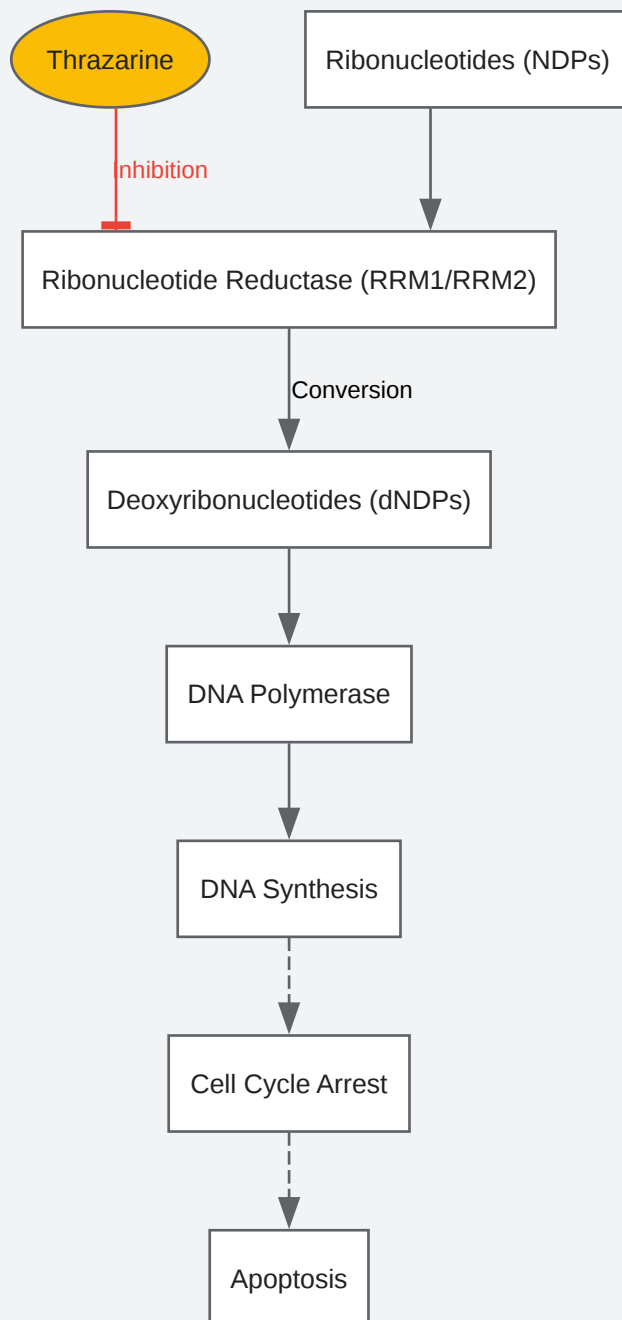 Thrazarine
Ribonucleotides (NDPs)
Inhibition
Ribonucleotide Reductase (RRM1/RRM2)
Conversion
Deoxyribonucleotides (dNDPs)
DNA Polymerase
DNA Synthesis
Cell Cycle Arrest
Apoptosis